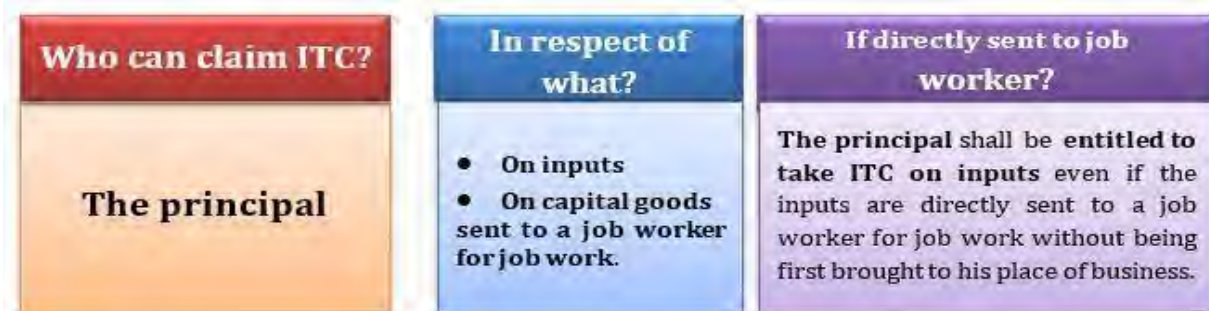 Who can claim ITC?
The principal
In respect of
what?
● On inputs
● On capital goods
sent to a job worker
for job work.
If directly sent to job
worker?
The principal shall be entitled to
take ITC on inputs even if the
inputs are directly sent to a job
worker for job work without being
first brought to his place of business.